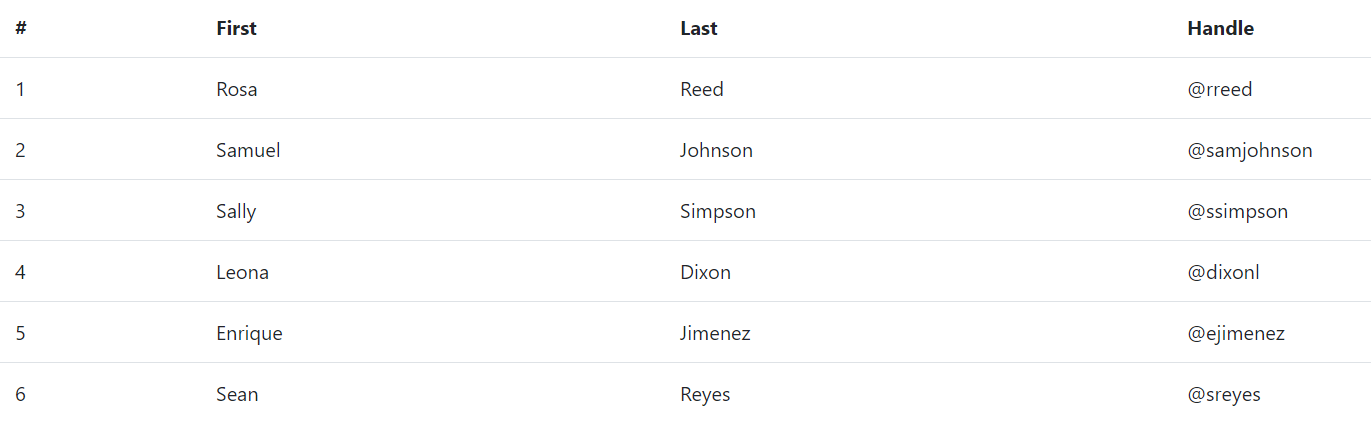 # First Last Handle
1 Rosa Reed @rreed
2 Samuel Johnson @samjohnson
3 Sally Simpson @ssimpson
4 Leona Dixon @dixonl
5 Enrique Jimenez @ejimenez
6 Sean Reyes @sreyes